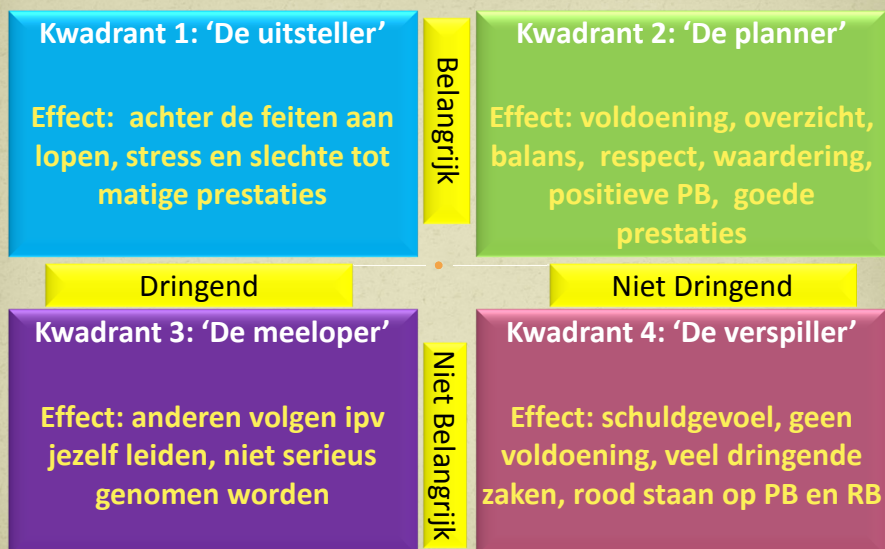 Kwadrant 1: ‘De uitsteller’
Effect:  achter de feiten aan
lopen, stress en slechte tot
matige prestaties
Belangrijk
Kwadrant 2: ‘De planner’
Effect: voldoening, overzicht,
balans,  respect, waardering,
positieve PB,  goede
prestaties
Dringend
Niet Dringend
Kwadrant 3: ‘De meeloper’
Effect: anderen volgen ipv
jezelf leiden, niet serieus
genomen worden
Niet Belangrijk
Kwadrant 4: ‘De verspiller’
Effect: schuldgevoel, geen
voldoening, veel dringende
zaken, rood staan op PB en RB